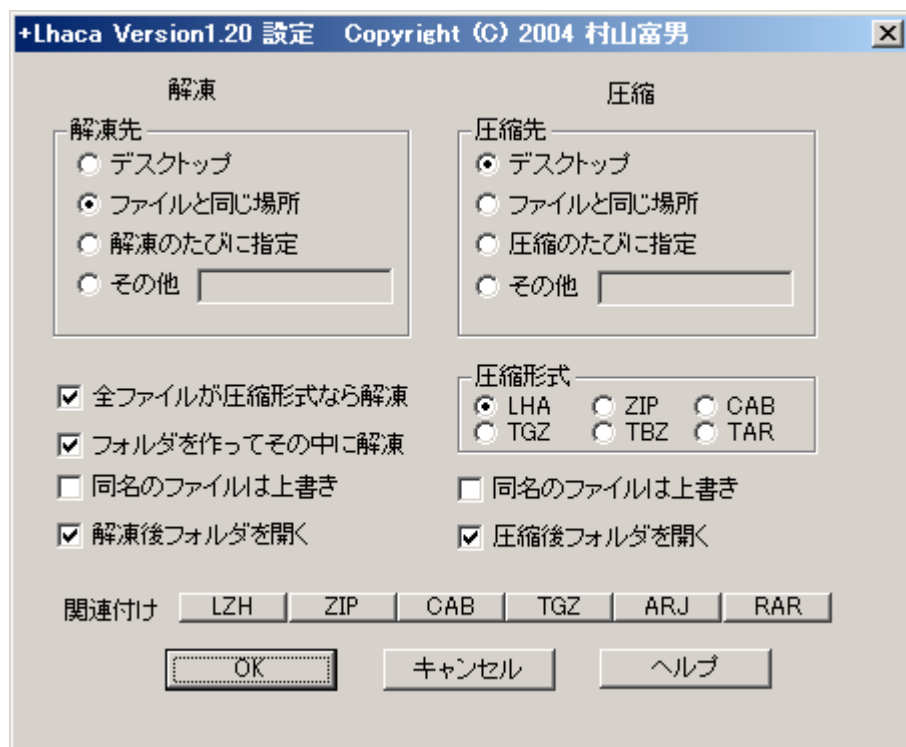 +Lhaca Version1.20 設定 Copyright (C) 2004 村山富男
解凍
解凍先
デスクトップ
ファイルと同じ場所
解凍のたびに指定
その他
全ファイルが圧縮形式なら解凍
フォルダを作ってその中に解凍
同名のファイルは上書き
解凍後フォルダを開く
圧縮
圧縮先
デスクトップ
ファイルと同じ場所
圧縮のたびに指定
その他
圧縮形式
LHA ZIP CAB
TGZ TBZ TAR
同名のファイルは上書き
圧縮後フォルダを開く
関連付け LZH ZIP CAB TGZ ARJ RAR
OK キャンセル ヘルプ